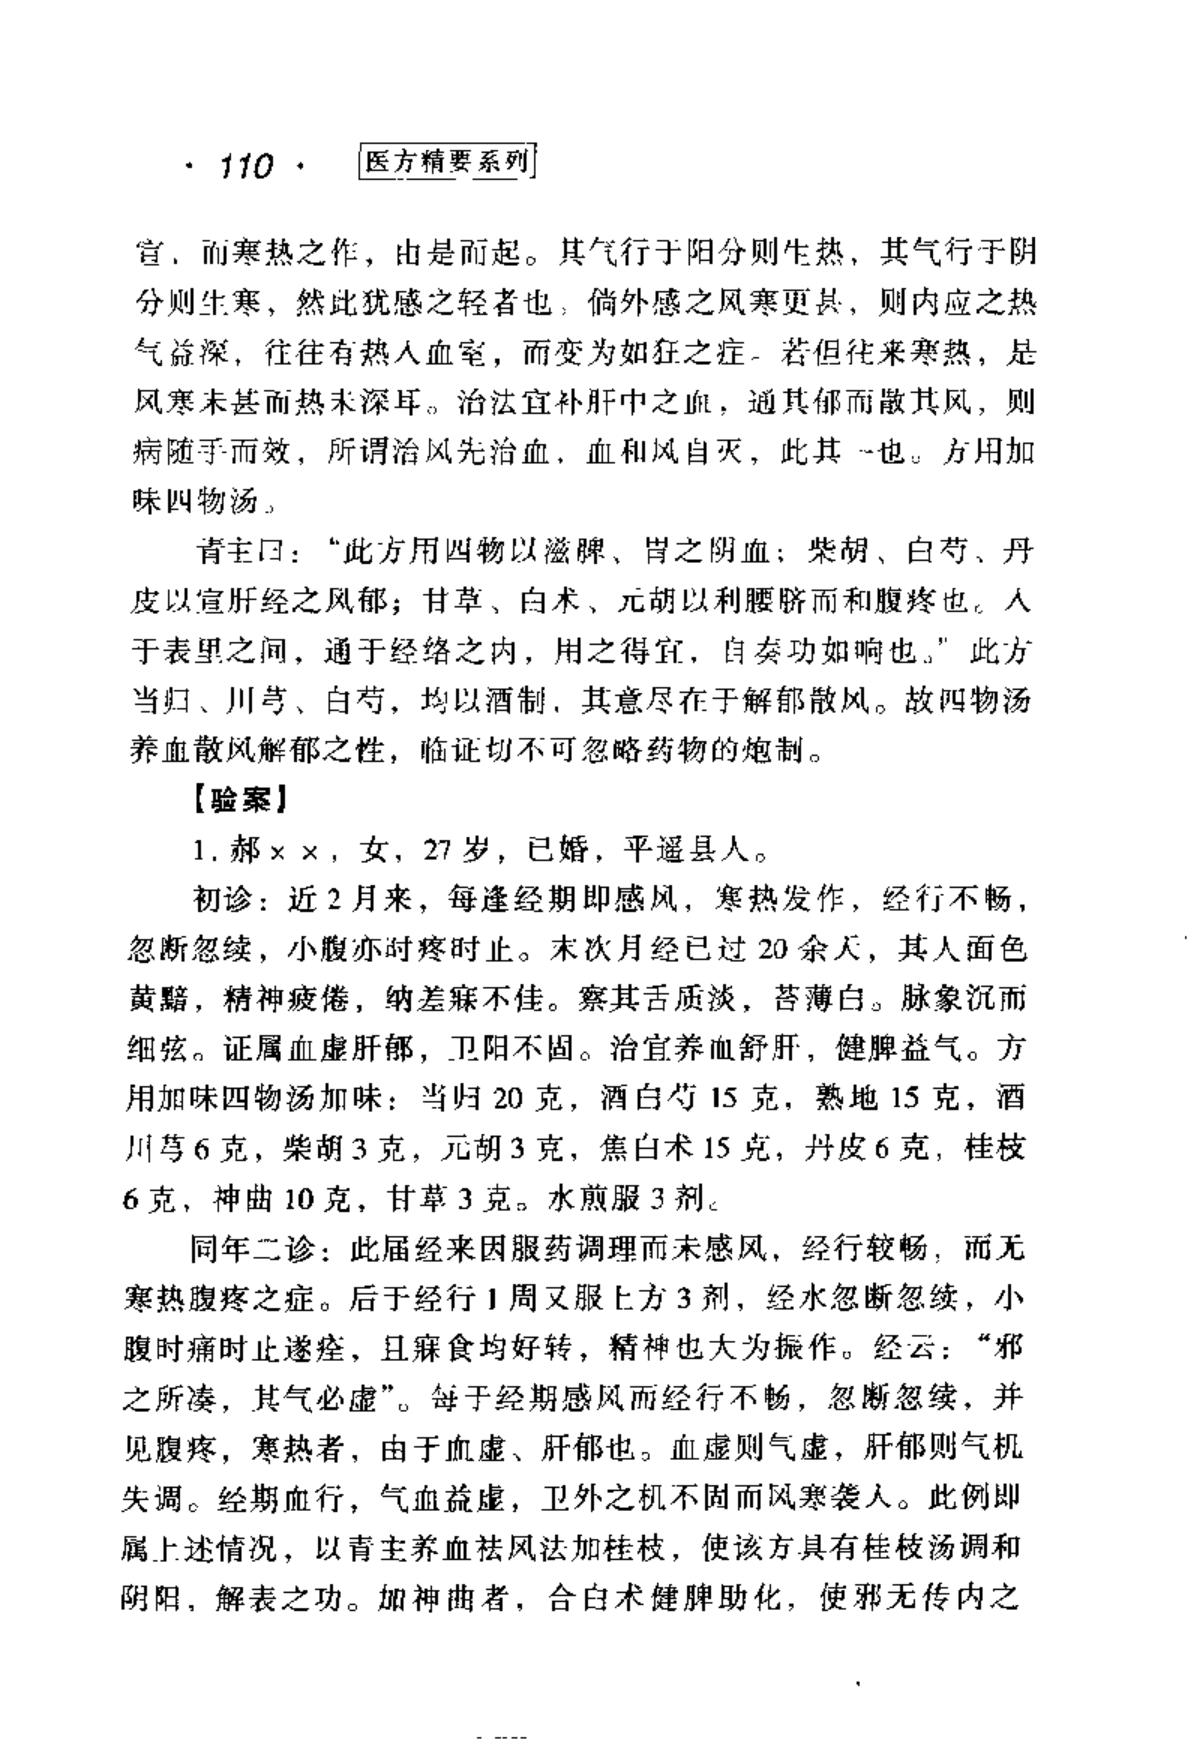 · 110 · 医方精要系列
宣，而寒热之作，由是而起。其气行于阳分则生热，其气行于阴
分则生寒，然此犹感之轻者也，倘外感之风寒更甚，则内应之热
气益深，往往有热入血室，而变为如狂之症。若但往来寒热，是
风寒未甚而热未深耳。治法宜补肝中之血，通其郁而散其风，则
病随手而效，所谓治风先治血，血和风自灭，此其一也。方用加
味四物汤。
青主曰：“此方用四物以滋脾、胃之阴血；柴胡、白芍、丹
皮以宣肝经之风郁；甘草、白术、元胡以利腰脐而和腹疼也。入
于表里之间，通于经络之内，用之得宜，自奏功如响也。”此方
当归、川芎、白芍，均以酒制，其意尽在于解郁散风。故四物汤
养血散风解郁之性，临证切不可忽略药物的炮制。
【验案】
1. 郝××，女，27 岁，已婚，平遥县人。
初诊：近 2 月来，每逢经期即感风，寒热发作，经行不畅，
忽断忽续，小腹亦时疼时止。末次月经已过 20 余天，其人面色
黄黯，精神疲倦，纳差寐不佳。察其舌质淡，苔薄白。脉象沉而
细弦。证属血虚肝郁，卫阳不固。治宜养血舒肝，健脾益气。方
用加味四物汤加味：当归 20 克，酒白芍 15 克，熟地 15 克，酒
川芎 6 克，柴胡 3 克，元胡 3 克，焦白术 15 克，丹皮 6 克，桂枝
6 克，神曲 10 克，甘草 3 克。水煎服 3 剂。
同年二诊：此届经来因服药调理而未感风，经行较畅，而无
寒热腹疼之症。后于经行 1 周又服上方 3 剂，经水忽断忽续，小
腹时痛时止遂痊，且寐食均好转，精神也大为振作。经云：“邪
之所凑，其气必虚”。每于经期感风而经行不畅，忽断忽续，并
见腹疼，寒热者，由于血虚、肝郁也。血虚则气虚，肝郁则气机
失调。经期血行，气血益虚，卫外之机不固而风寒袭人。此例即
属上述情况，以青主养血祛风法加桂枝，使该方具有桂枝汤调和
阴阳，解表之功。加神曲者，合白术健脾助化，使邪无传内之